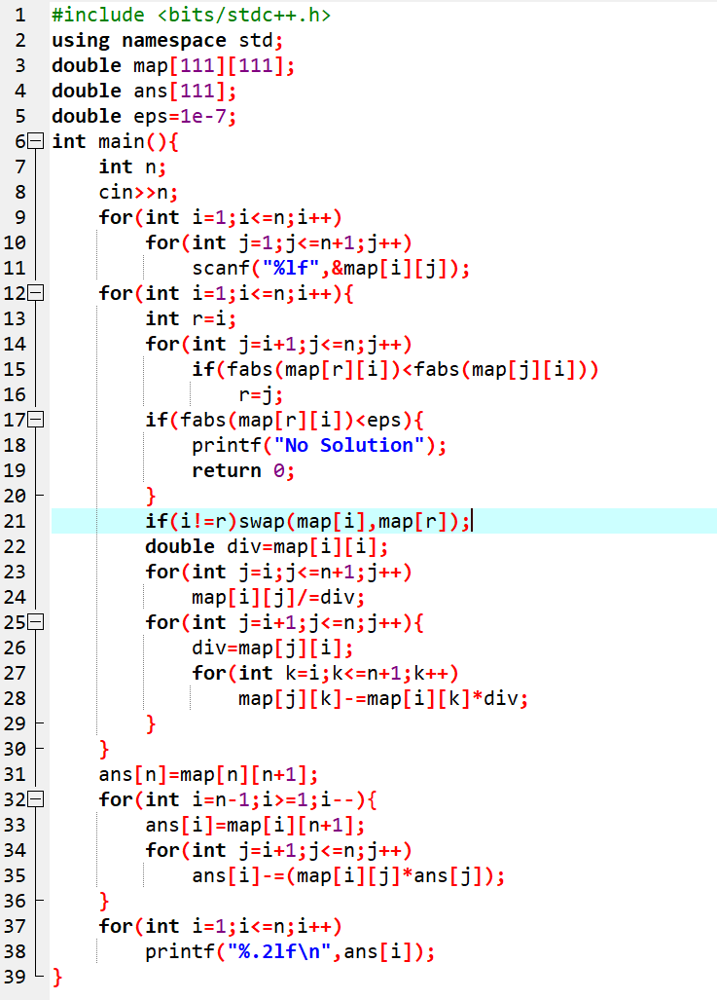 1 #include <bits/stdc++.h>
2 using namespace std;
3 double map[111][111];
4 double ans[111];
5 double eps=1e-7;
6 int main(){
7     int n;
8     cin>>n;
9     for(int i=1;i<=n;i++)
10         for(int j=1;j<=n+1;j++)
11             scanf("%lf",&map[i][j]);
12     for(int i=1;i<=n;i++){
13         int r=i;
14         for(int j=i+1;j<=n;j++)
15             if(fabs(map[r][i])<fabs(map[j][i]))
16                 r=j;
17         if(fabs(map[r][i])<eps){
18             printf("No Solution");
19             return 0;
20         }
21         if(i!=r)swap(map[i],map[r]);
22         double div=map[i][i];
23         for(int j=i;j<=n+1;j++)
24             map[i][j]/=div;
25         for(int j=i+1;j<=n;j++){
26             div=map[j][i];
27             for(int k=i;k<=n+1;k++)
28                 map[j][k]-=map[i][k]*div;
29         }
30     }
31     ans[n]=map[n][n+1];
32     for(int i=n-1;i>=1;i--){
33         ans[i]=map[i][n+1];
34         for(int j=i+1;j<=n;j++)
35             ans[i]-=(map[i][j]*ans[j]);
36     }
37     for(int i=1;i<=n;i++)
38         printf("%.2lf\n",ans[i]);
39 }